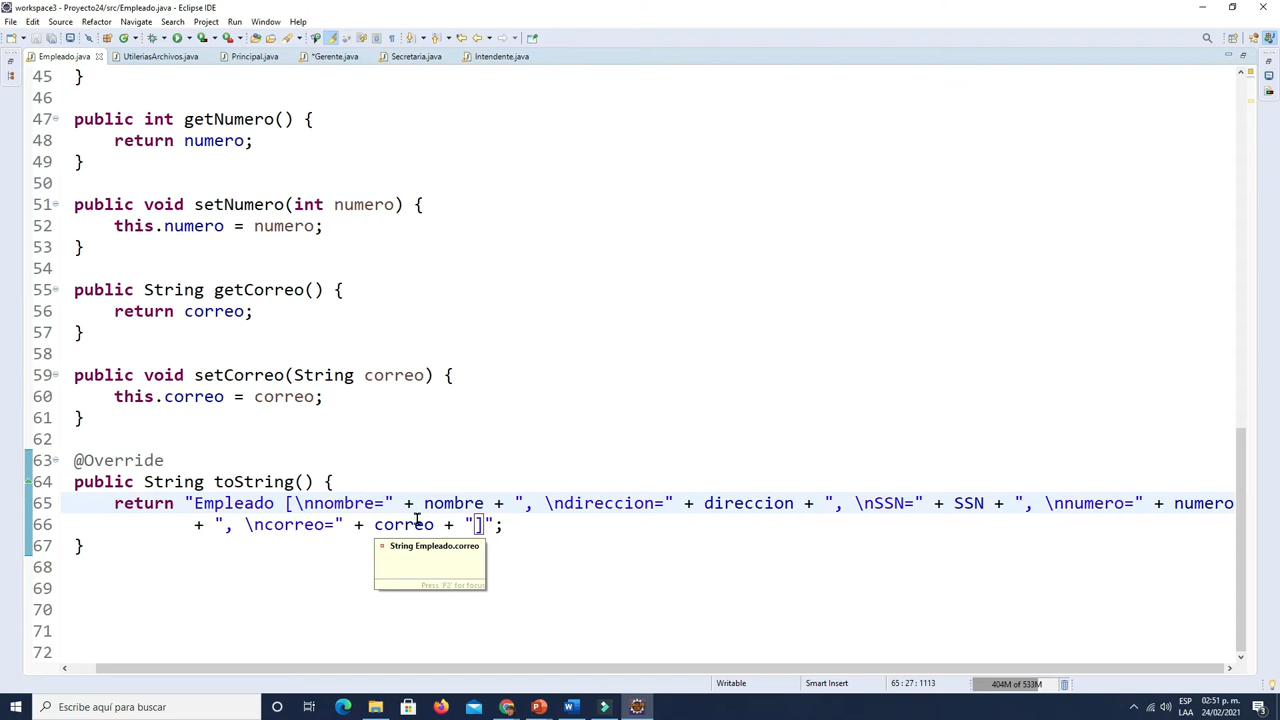 workspace3 - Proyecto24/src/Empleado.java - Eclipse IDE
File Edit Source Refactor Navigate Search Project Run Window Help
Empleado.java UtileriasArchivos.java Principal.java *Gerente.java Secretaria.java Intendente.java
45 }
46
47 public int getNumero() {
48 return numero;
49 }
50
51 public void setNumero(int numero) {
52 this.numero = numero;
53 }
54
55 public String getCorreo() {
56 return correo;
57 }
58
59 public void setCorreo(String correo) {
60 this.correo = correo;
61 }
62
63 @Override
64 public String toString() {
65 return "Empleado [\nnombre=" + nombre + ", \ndireccion=" + direccion + ", \nSSN=" + SSN + ", \nnumero=" + numero
66 + ", \ncorreo=" + correo + "]";
67 }
String Empleado.correo
Press 'F2' for focus
68
69
70
71
72
Writable Smart Insert 65 : 27 : 1113 404M of 533M
Escribe aquí para buscar
ESP 02:51 p. m.
LAA 24/02/2021